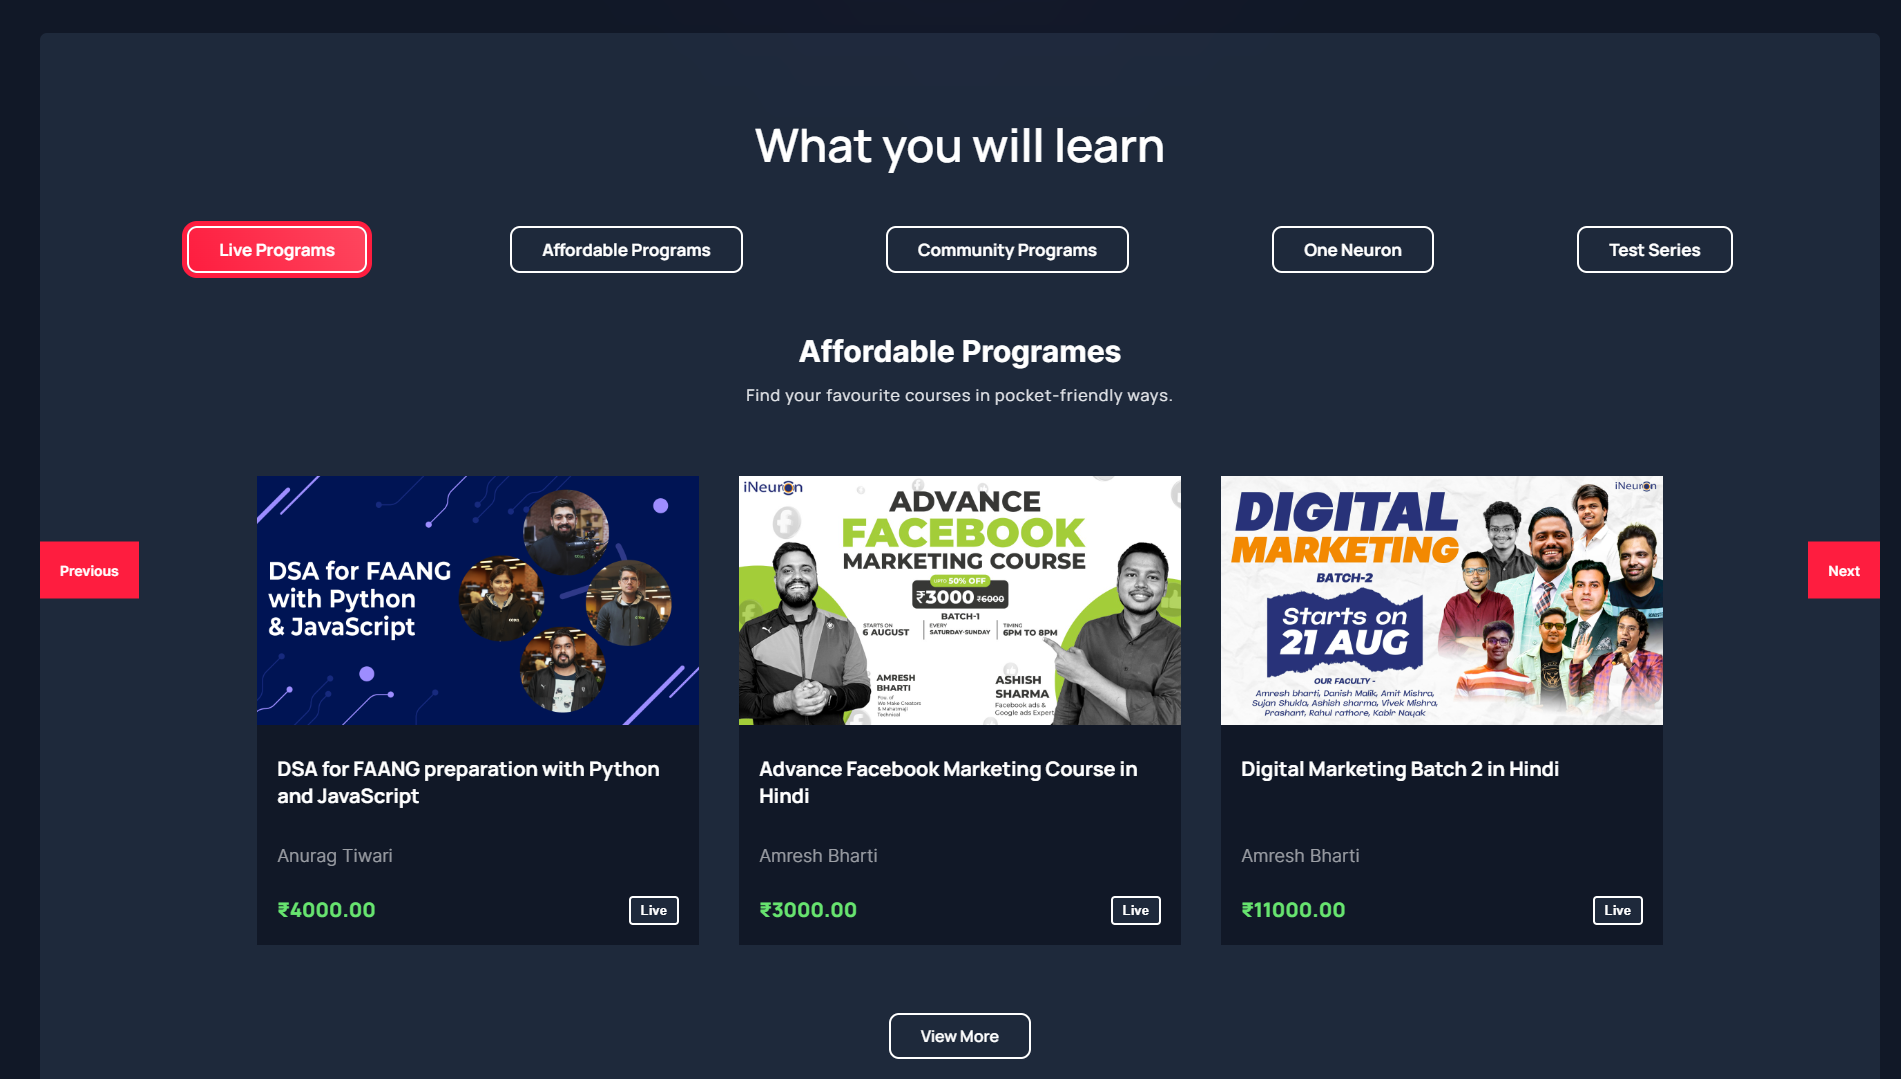 What you will learn
Live Programs
Affordable Programs
Community Programs
One Neuron
Test Series
Affordable Programes
Find your favourite courses in pocket-friendly ways.
Previous
DSA for FAANG
with Python
& JavaScript
DSA for FAANG preparation with Python
and JavaScript
Anurag Tiwari
₹4000.00
Live
iNeuron
ADVANCE
FACEBOOK
MARKETING COURSE
UPTO 50% OFF
₹3000 ₹6000
BATCH-1
STARTS ON
6 AUGUST
EVERY
SATURDAY-SUNDAY
TIMING
6PM TO 8PM
AMRESH
BHARTI
We Make Creators
& Mahatmaji
Technical
ASHISH
SHARMA
Facebook ads &
Google ads Expert
Advance Facebook Marketing Course in
Hindi
Amresh Bharti
₹3000.00
Live
iNeuron
DIGITAL
MARKETING
BATCH-2
Starts on
21 AUG
OUR FACULTY -
Amresh bharti, Danish Malik, Amit Mishra,
Sujan Shukla, Ashish sharma, Vivek Mishra,
Prashant, Rahul rathore, Kabir Nayak
Digital Marketing Batch 2 in Hindi
Amresh Bharti
₹11000.00
Live
Next
View More